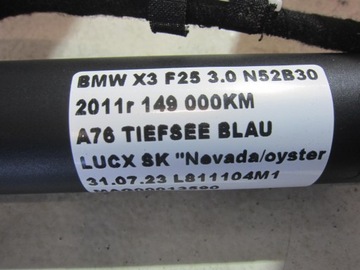 BMW X3 F25 3.0 N52B30
2011r 149 000KM
A76 TIEFSEE BLAU
LUCX SK "Nevada/oyster
31.07.23 L811104M1